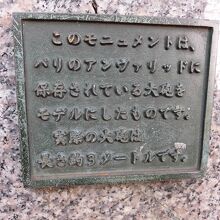 このモニュメントは、
パリのアンヴァリッドに
保存されている大砲を
モデルにしたものです。
実際の大砲は
長さ約3メートルです。